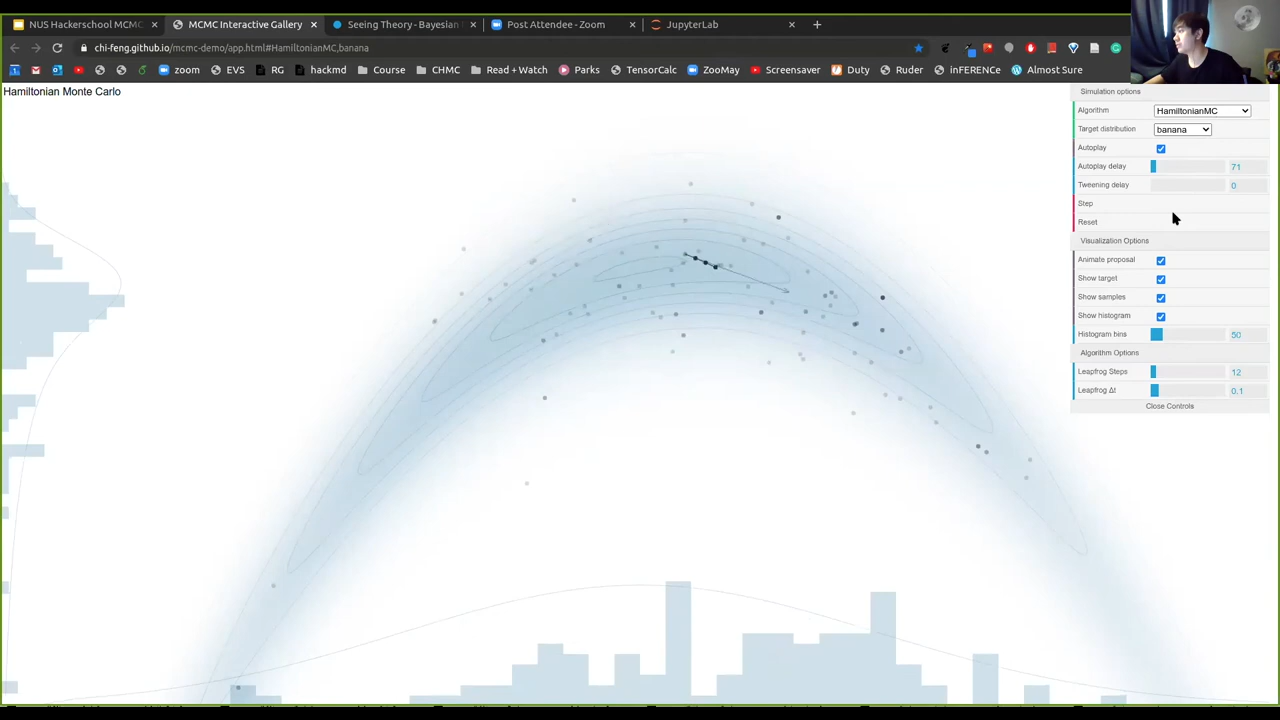 NUS Hackerschool MCMC
MCMC Interactive Gallery
Seeing Theory - Bayesian
Post Attendee - Zoom
JupyterLab
chi-feng.github.io/mcmc-demo/app.html#HamiltonianMC,banana
zoom EVS RG hackmd Course CHMC Read + Watch Parks TensorCalc ZooMay Screensaver Duty Ruder inFERENCe Almost Sure
Hamiltonian Monte Carlo
Simulation options
Algorithm HamiltonianMC
Target distribution banana
Autoplay
Autoplay delay 71
Tweening delay 0
Step
Reset
Visualization Options
Animate proposal
Show target
Show samples
Show histogram
Histogram bins 50
Algorithm Options
Leapfrog Steps 12
Leapfrog Δt 0.1
Close Controls